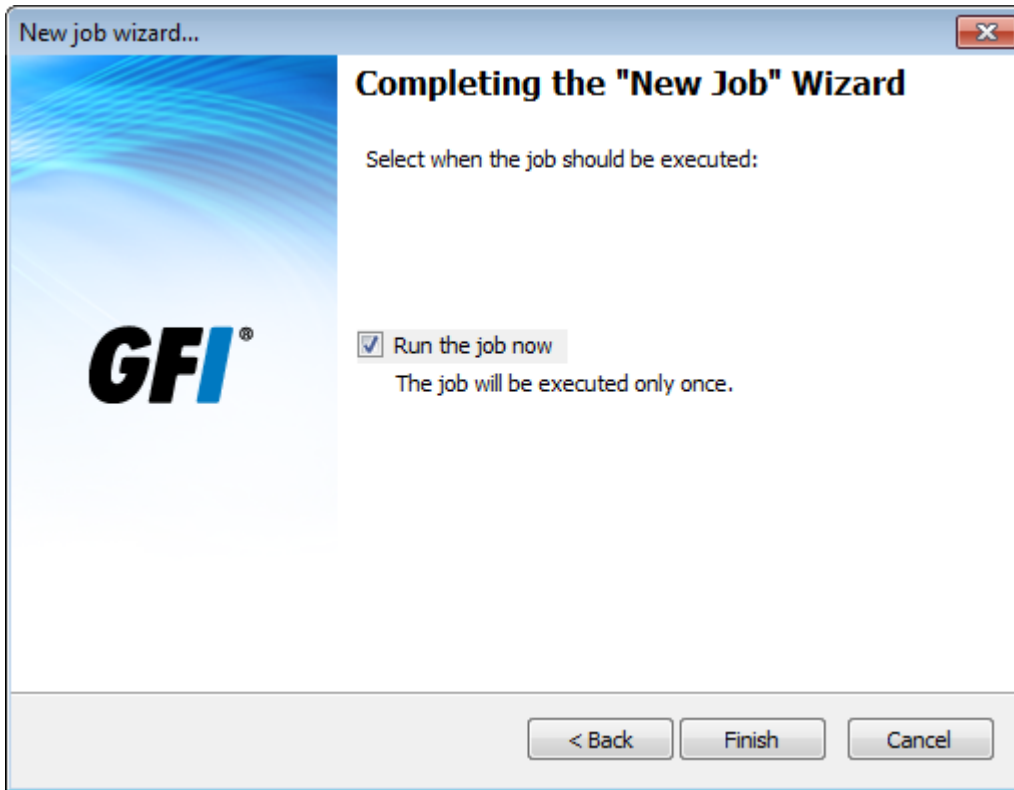 New job wizard...
Completing the "New Job" Wizard
Select when the job should be executed:
GFI®
Run the job now
The job will be executed only once.
< Back
Finish
Cancel